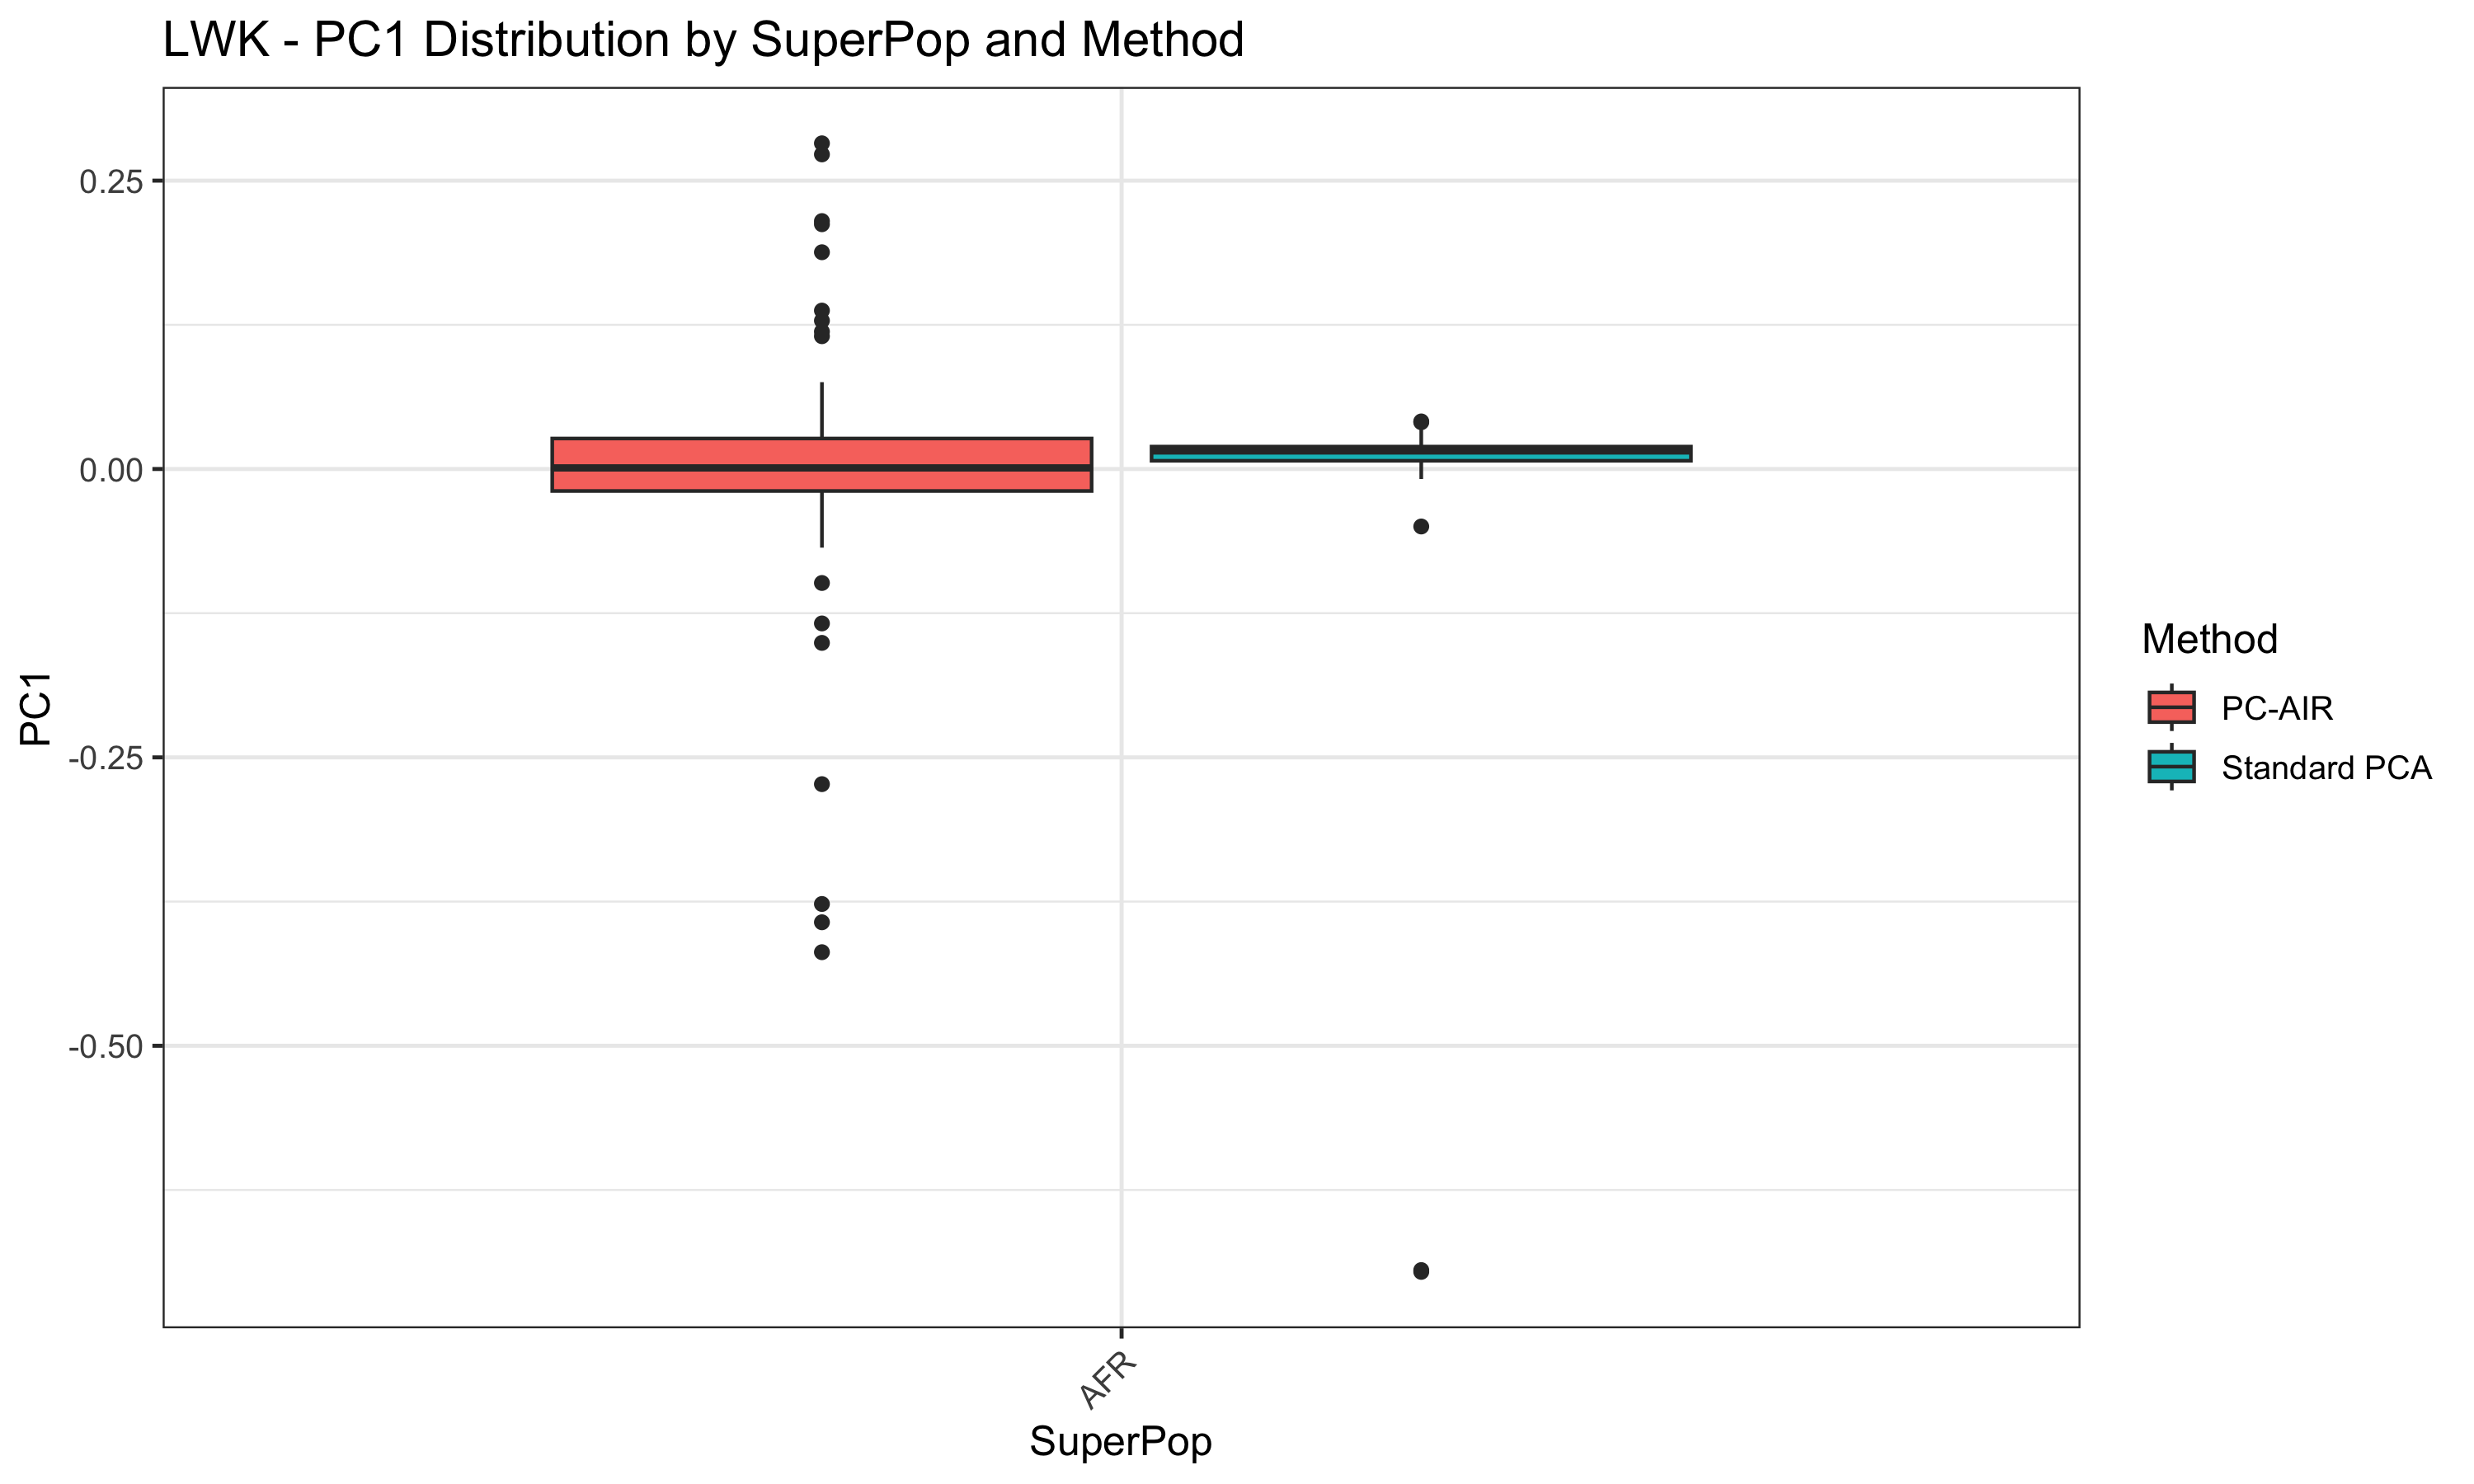 LWK - PC1 Distribution by SuperPop and Method
0.25
0.00
-0.25
-0.50
PC1
AFR
SuperPop
Method
PC-AIR
Standard PCA